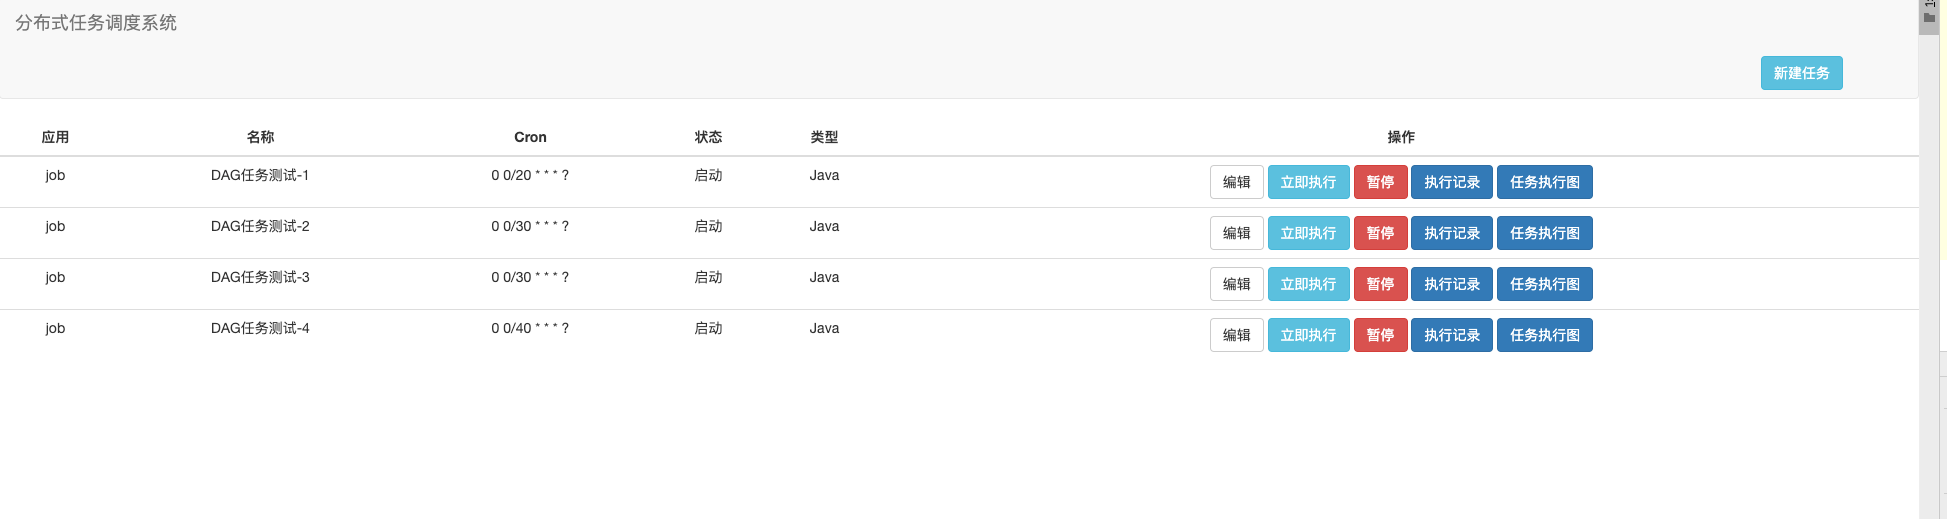 分布式任务调度系统
新建任务
应用 名称 Cron 状态 类型 操作
job DAG任务测试-1 0 0/20 * * * ? 启动 Java 编辑 立即执行 暂停 执行记录 任务执行图
job DAG任务测试-2 0 0/30 * * * ? 启动 Java 编辑 立即执行 暂停 执行记录 任务执行图
job DAG任务测试-3 0 0/30 * * * ? 启动 Java 编辑 立即执行 暂停 执行记录 任务执行图
job DAG任务测试-4 0 0/40 * * * ? 启动 Java 编辑 立即执行 暂停 执行记录 任务执行图